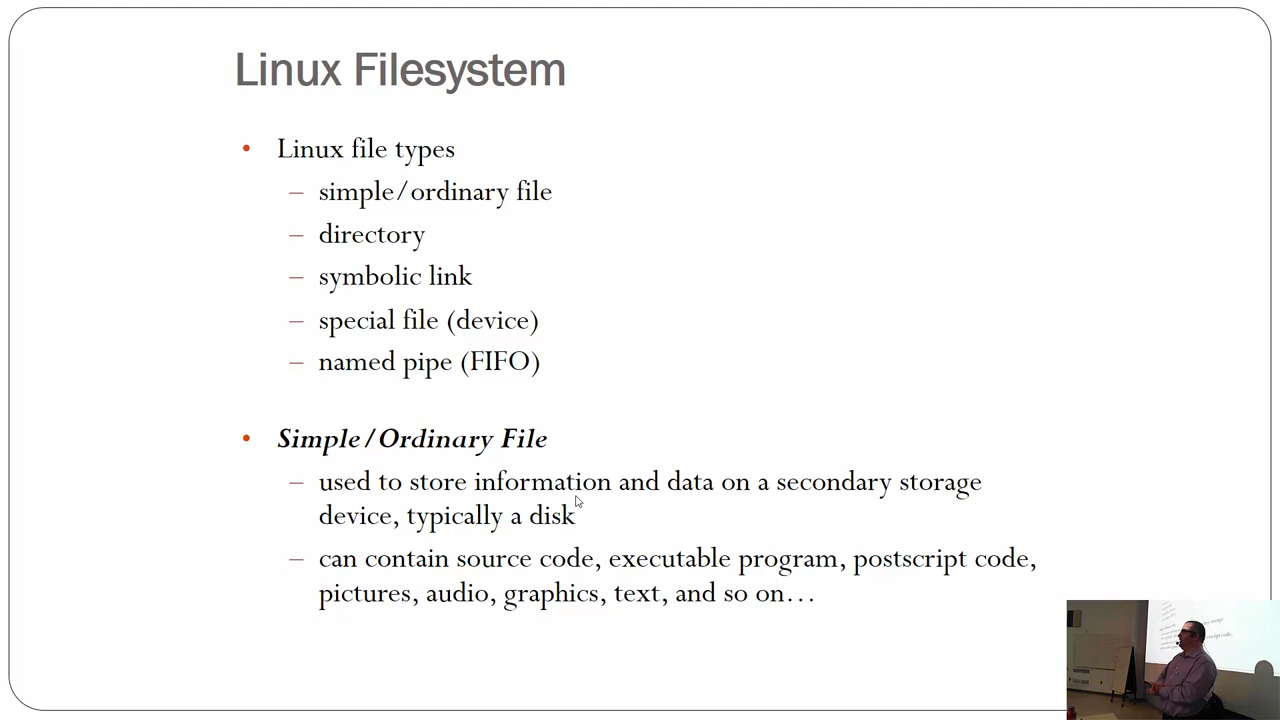 Linux Filesystem
• Linux file types
– simple/ordinary file
– directory
– symbolic link
– special file (device)
– named pipe (FIFO)
• Simple/Ordinary File
– used to store information and data on a secondary storage
device, typically a disk
– can contain source code, executable program, postscript code,
pictures, audio, graphics, text, and so on…